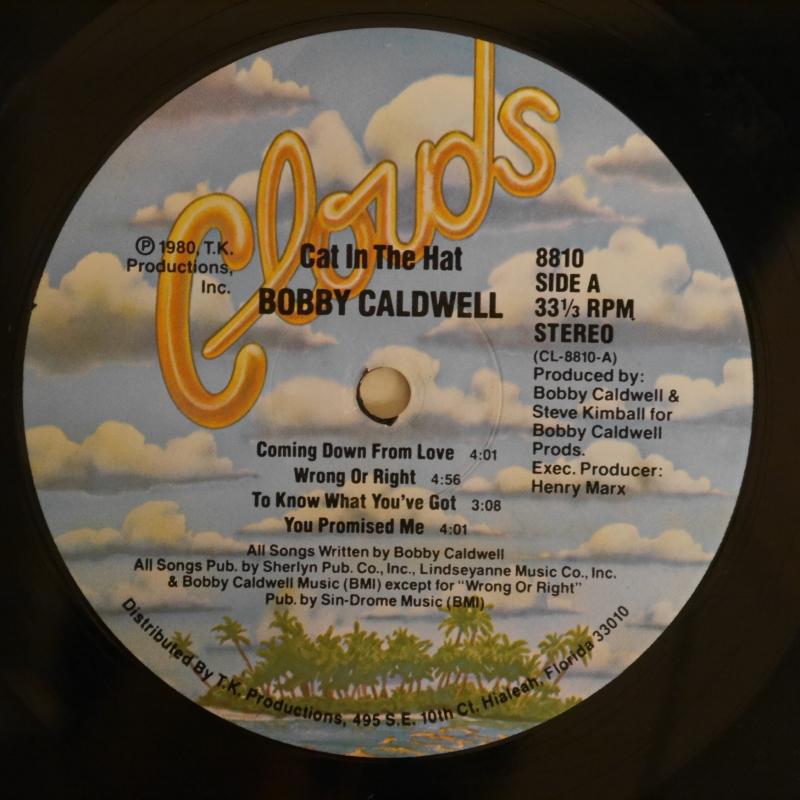 Clouds
℗ 1980, T.K.
Productions,
Inc.
Cat In The Hat
BOBBY CALDWELL
8810
SIDE A
33⅓ RPM
STEREO
(CL-8810-A)
Produced by:
Bobby Caldwell &
Steve Kimball for
Bobby Caldwell
Prods.
Exec. Producer:
Henry Marx
Coming Down From Love 4:01
Wrong Or Right 4:56
To Know What You've Got 3:08
You Promised Me 4:01
All Songs Written by Bobby Caldwell
All Songs Pub. by Sherlyn Pub. Co., Inc., Lindseyanne Music Co., Inc.
& Bobby Caldwell Music (BMI) except for "Wrong Or Right"
Pub. by Sin-Drome Music (BMI)
Distributed By T.K. Productions, 495 S.E. 10th Ct. Hialeah, Florida 33010